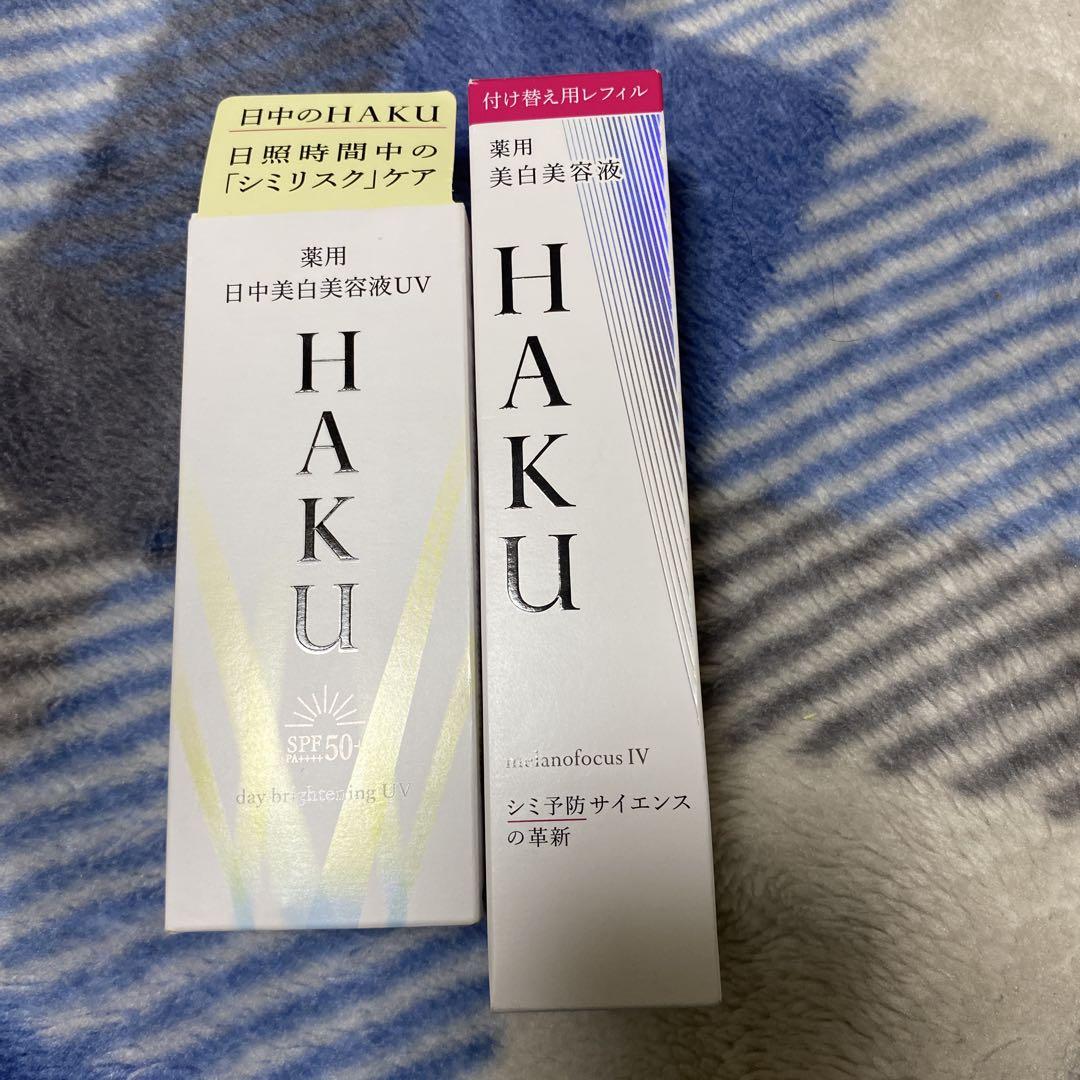 日中のHAKU
日照時間中の
「シミリスク」ケア
薬用
日中美白美容液UV
HAKU
SPF50+
PA++++
day brightening UV
付け替え用レフィル
薬用
美白美容液
HAKU
melanofocus IV
シミ予防サイエンス
の革新